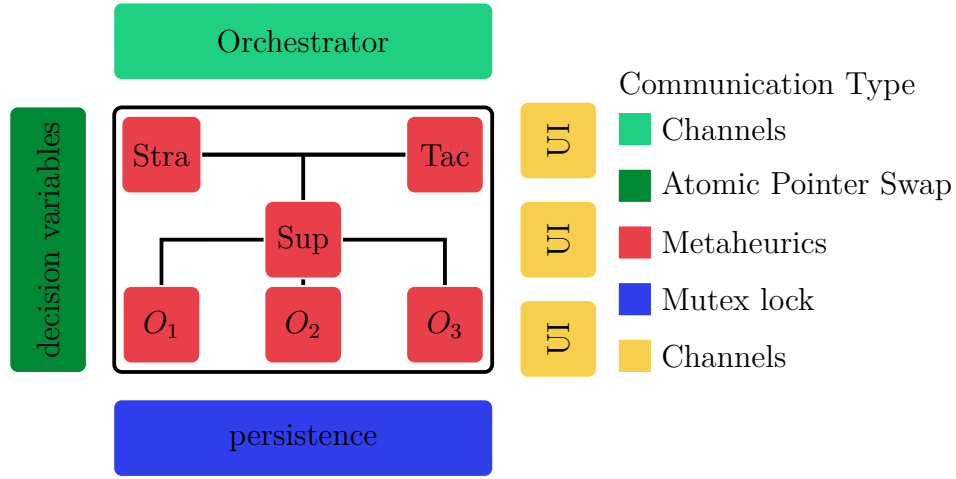 Orchestrator
decision variables
Stra
Tac
Sup
O₁
O₂
O₃
UI
UI
UI
persistence
Communication Type
Channels
Atomic Pointer Swap
Metaheurics
Mutex lock
Channels